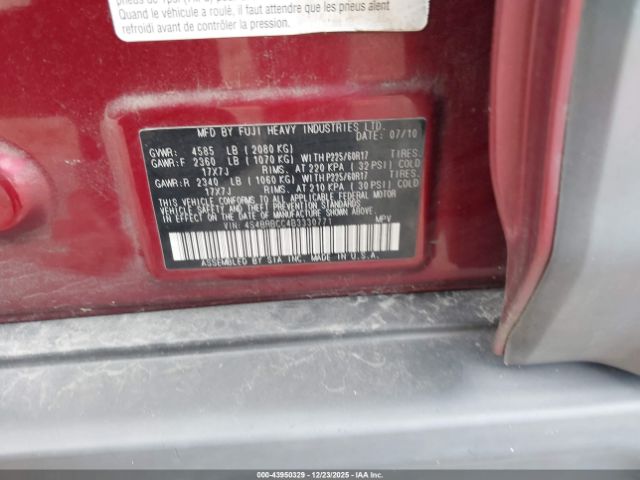 Quand le véhicule a roulé, il faut attendre que les pneus aient
refroidi avant de contrôler la pression.
MFD BY FUJI HEAVY INDUSTRIES LTD.
DATE: 07/10
GVWR: 4585 LB ( 2080 KG)
GAWR:F 2360 LB ( 1070 KG) WITH P225/60R17 TIRES.
17X7J RIMS. AT 220 KPA ( 32 PSI) COLD
GAWR:R 2340 LB ( 1060 KG) WITH P225/60R17 TIRES.
17X7J RIMS. AT 210 KPA ( 30 PSI) COLD
THIS VEHICLE CONFORMS TO ALL APPLICABLE FEDERAL MOTOR
VEHICLE SAFETY AND THEFT PREVENTION STANDARDS
IN EFFECT ON THE DATE OF MANUFACTURE SHOWN ABOVE.
VIN: MPV
ASSEMBLED BY SIA INC. MADE IN U.S.A.
00-43950329 - 12/23/2025 - COPYRIGHT © IAA, LLC